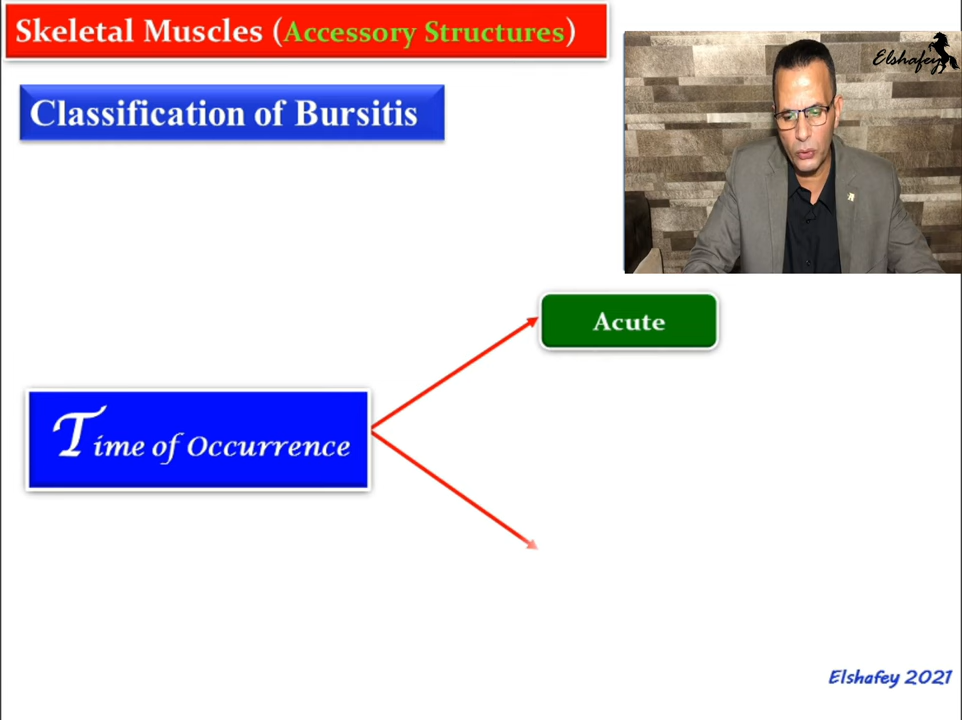 Skeletal Muscles (Accessory Structures)
Elshafey
Classification of Bursitis
Acute
Time of Occurrence
Elshafey 2021